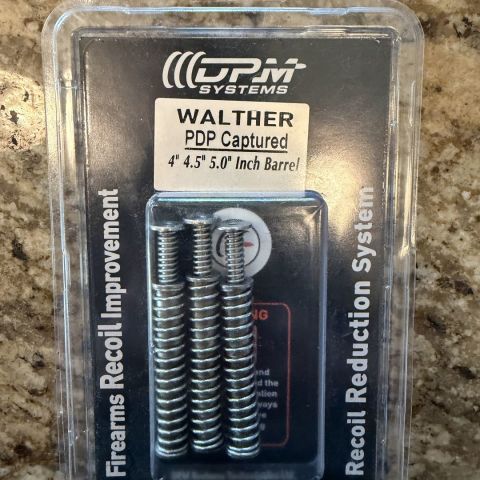 DPM
SYSTEMS
WALTHER
PDP Captured
4" 4.5" 5.0" Inch Barrel
Firearms Recoil Improvement
Recoil Reduction System